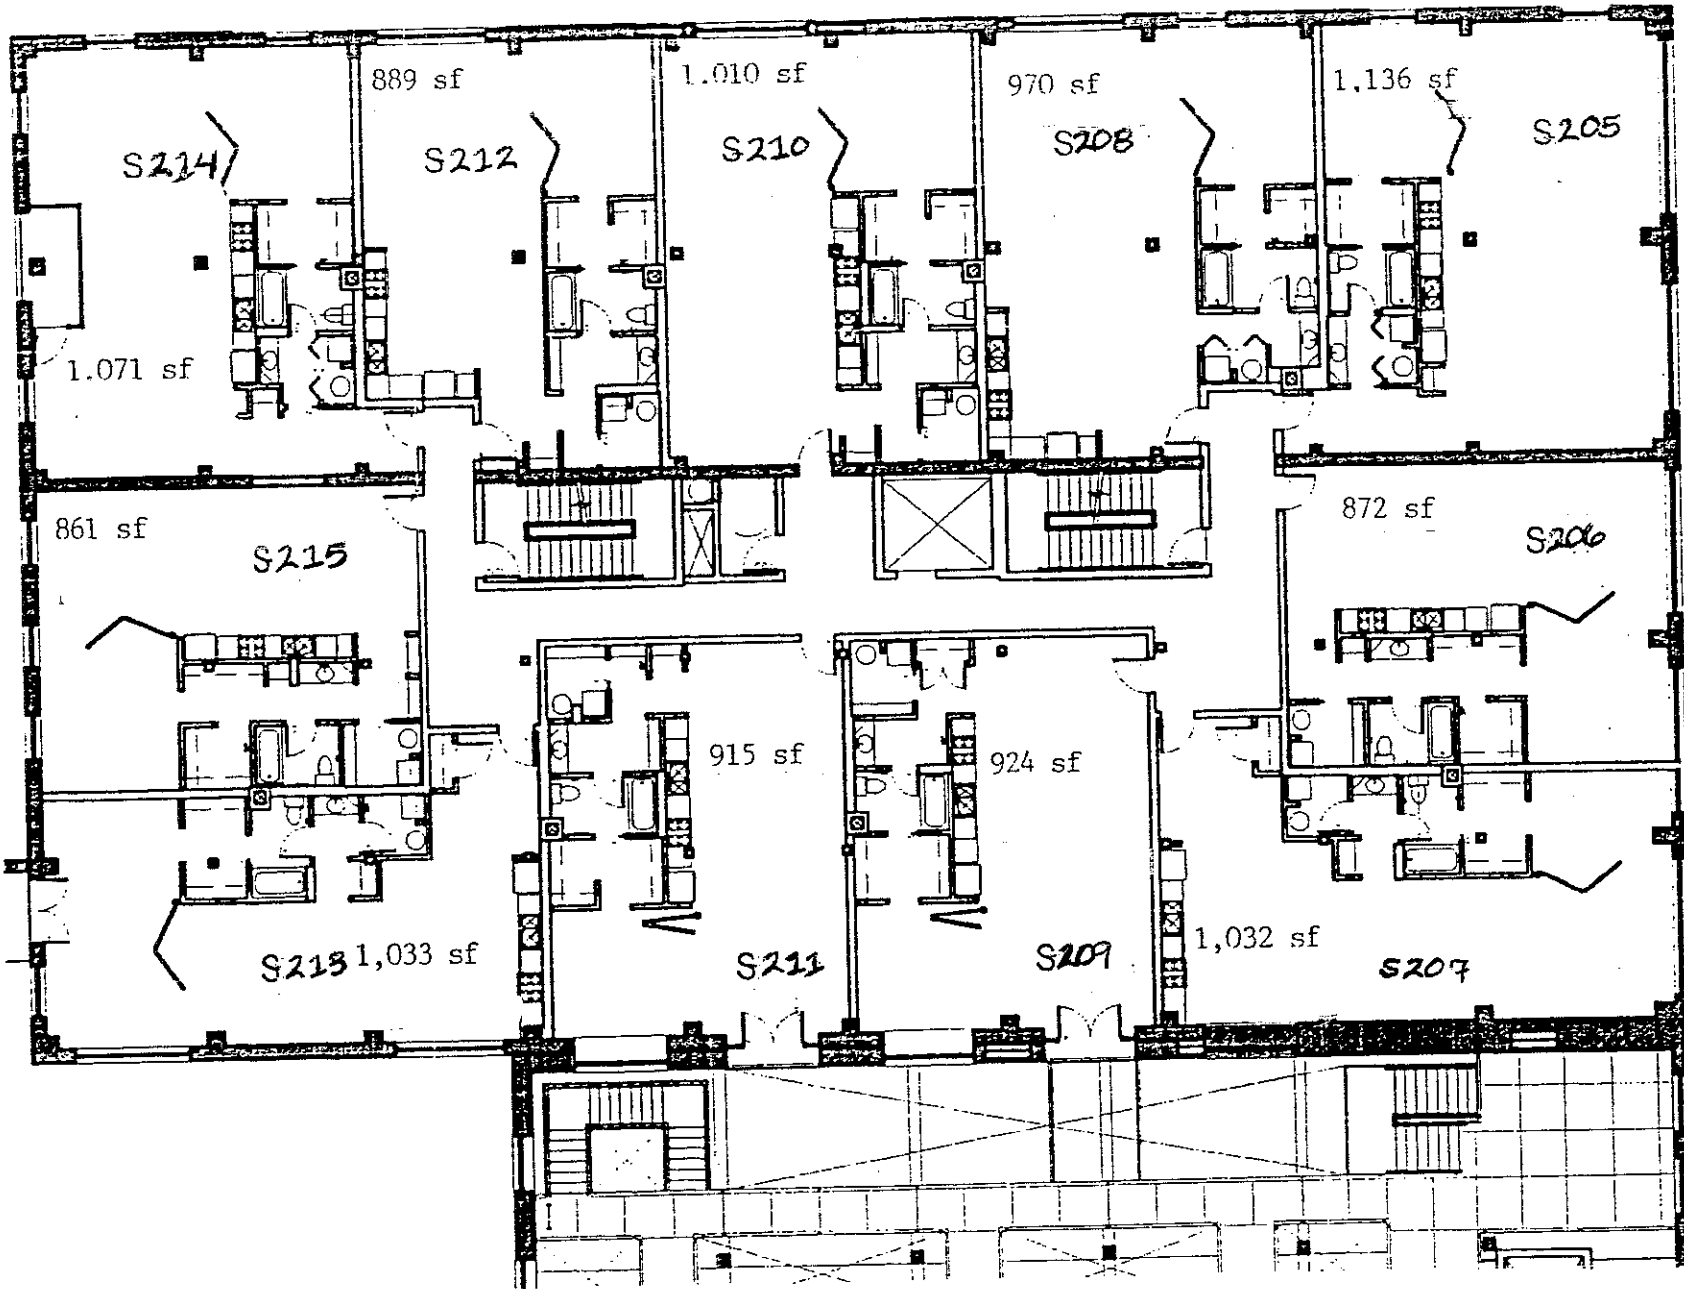 889 sf
1.010 sf
970 sf
1,136 sf
S214
S212
S210
S208
S205
1.071 sf
861 sf
872 sf
S215
S206
915 sf
924 sf
S213 1,033 sf
S211
S209
1,032 sf
S207